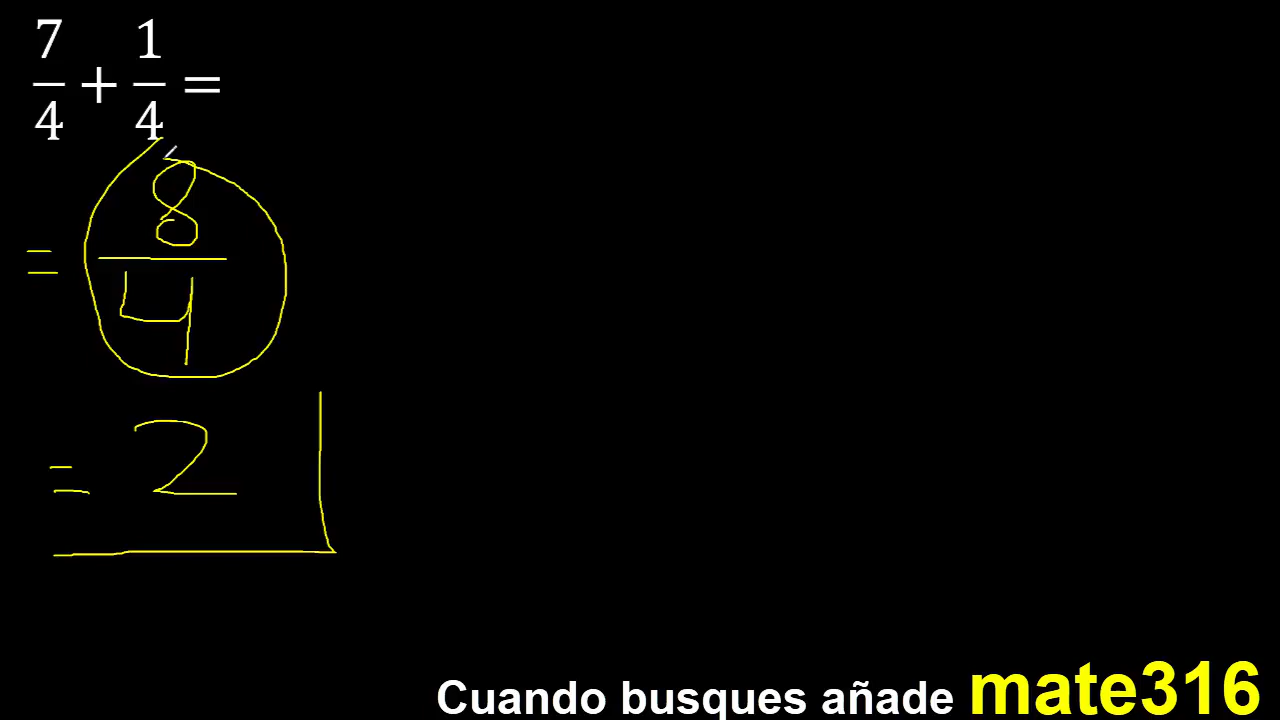 7/4 + 1/4 =
= 8/4
= 2
Cuando busques añade mate316